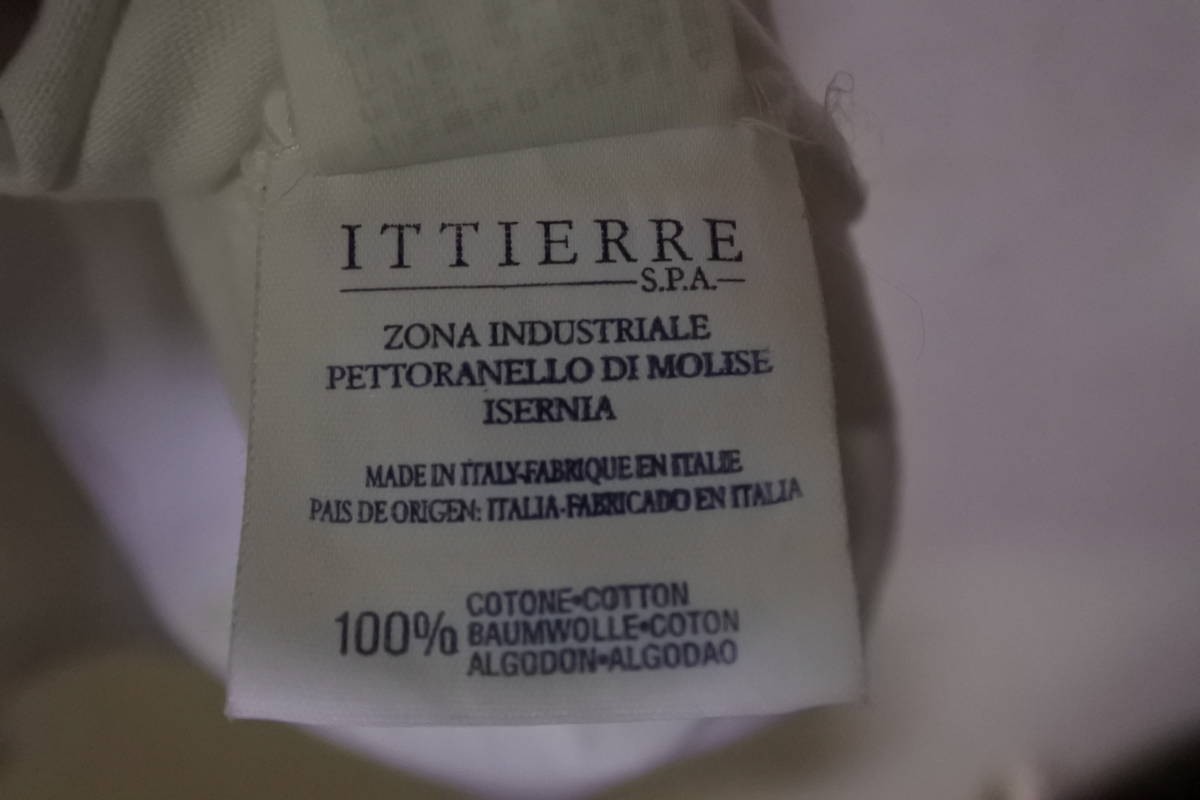 ITTIERRE
S.P.A.
ZONA INDUSTRIALE
PETTORANELLO DI MOLISE
ISERNIA
MADE IN ITALY-FABRIQUE EN ITALIE
PAIS DE ORIGEN: ITALIA-FABRICADO EN ITALIA
100% COTONE•COTTON
BAUMWOLLE•COTON
ALGODON•ALGODAO